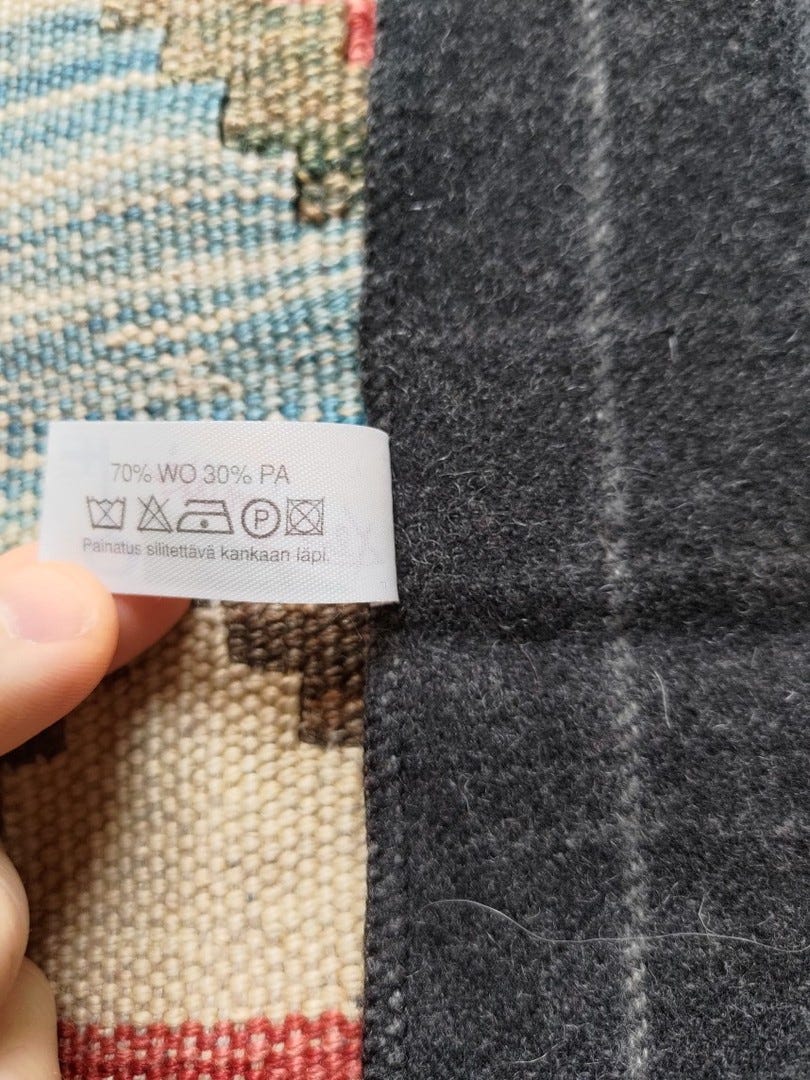 70% WO 30% PA
P
Painatus silitettävä kankaan läpi.